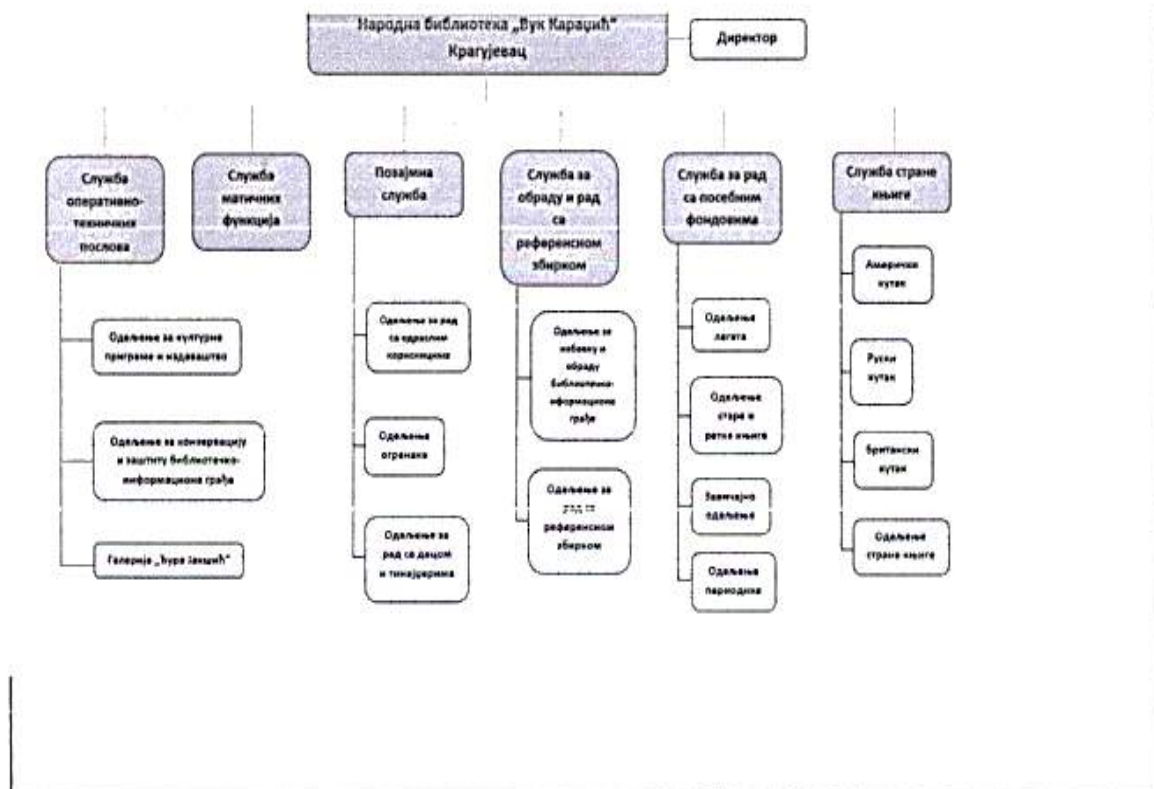 Народна библиотека „Вук Караџић“
Крагујевац
Директор
Служба
оперативно-
техничких
послова
Одељење за културне
програме и издаваштво
Одељење за конзервацију
и заштиту библиотечко-
информационе грађе
Галерија „Ђура Јакшић“
Служба
матичних
функција
Позајмна
служба
Одељење за рад
са одраслим
корисницима
Одељење
огранака
Одељење за
рад са децом
и тинејџерима
Служба за
обраду и рад
са
референсном
збирком
Одељење за
набавку и
обраду
библиотечко-
информационе
грађе
Одељење за
рад са
референсном
збирком
Служба за рад
са посебним
фондовима
Одељење
легата
Одељење
старе и
ретке књиге
Завичајно
одељење
Одељење
периодике
Служба стране
књиге
Амерички
кутак
Руски
кутак
Британски
кутак
Одељење
стране књиге